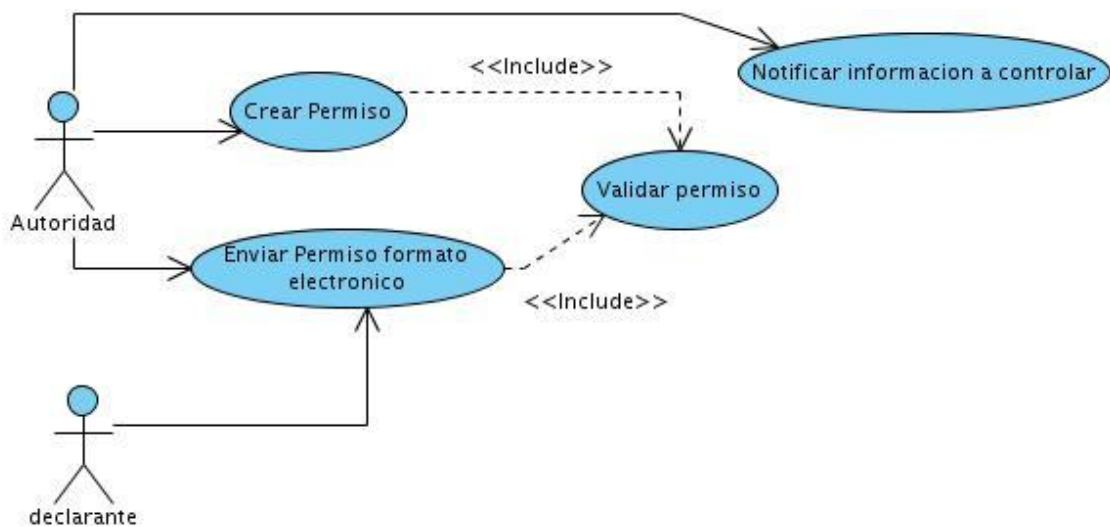 <<Include>>
Notificar informacion a controlar
Crear Permiso
Validar permiso
Autoridad
Enviar Permiso formato
electronico
<<Include>>
declarante